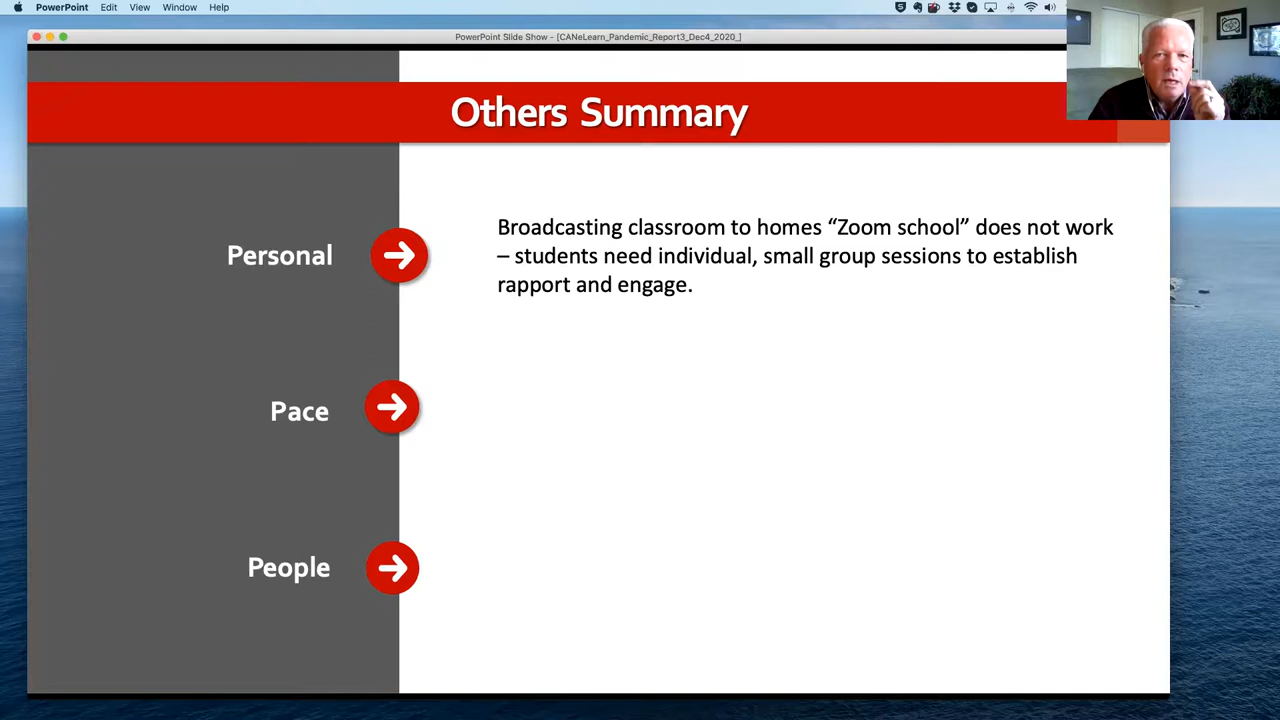 PowerPoint Edit View Window Help
PowerPoint Slide Show - [CANeLearn_Pandemic_Report3_Dec4_2020_]
Others Summary
Personal
Broadcasting classroom to homes “Zoom school” does not work
– students need individual, small group sessions to establish
rapport and engage.
Pace
People